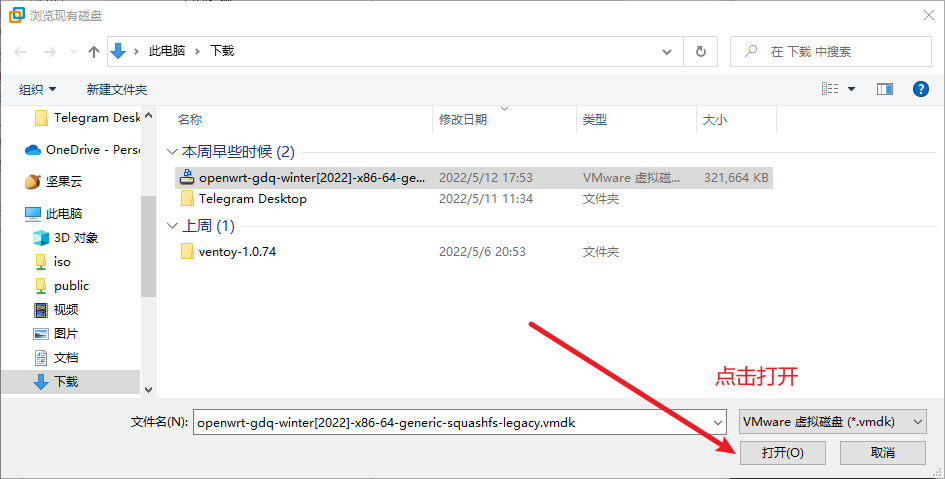 浏览现有磁盘
此电脑 下载
在 下载 中搜索
组织 新建文件夹
Telegram Desk
OneDrive - Perso
坚果云
此电脑
3D 对象
iso
public
视频
图片
文档
下载
名称 修改日期 类型 大小
本周早些时候 (2)
openwrt-gdq-winter[2022]-x86-64-ge... 2022/5/12 17:53 VMware 虚拟磁... 321,664 KB
Telegram Desktop 2022/5/11 11:34 文件夹
上周 (1)
ventoy-1.0.74 2022/5/6 20:53 文件夹
点击打开
文件名(N): openwrt-gdq-winter[2022]-x86-64-generic-squashfs-legacy.vmdk VMware 虚拟磁盘 (*.vmdk)
打开(O) 取消